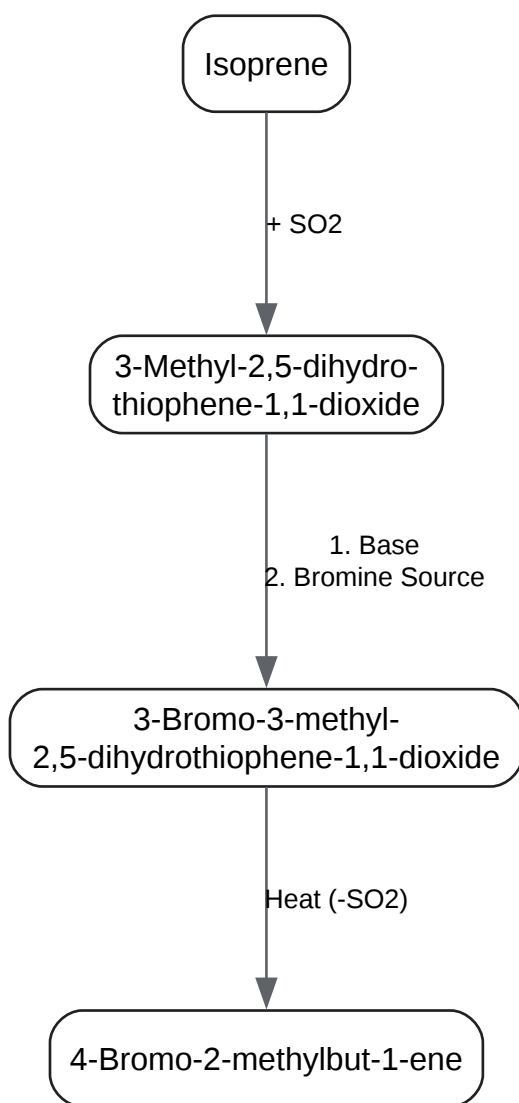 Isoprene
+ SO2
3-Methyl-2,5-dihydro-
thiophene-1,1-dioxide
1. Base
2. Bromine Source
3-Bromo-3-methyl-
2,5-dihydrothiophene-1,1-dioxide
Heat (-SO2)
4-Bromo-2-methylbut-1-ene